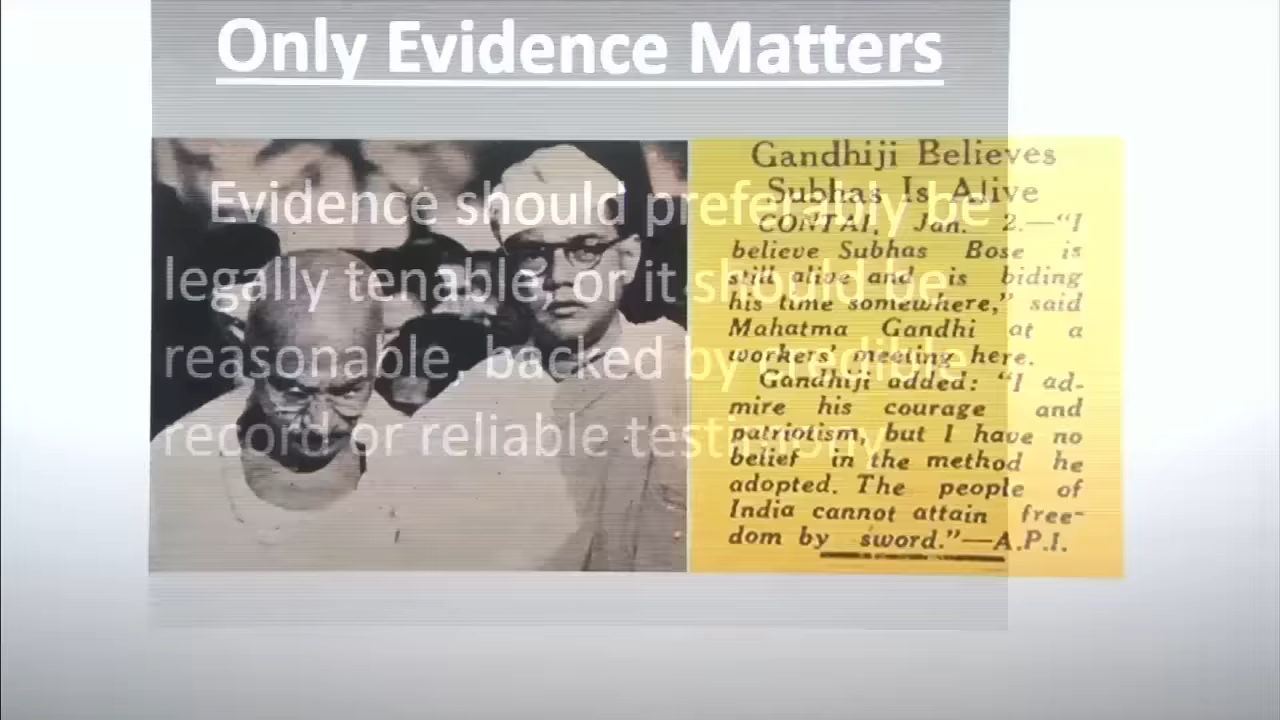 Only Evidence Matters
Evidence should preferably be
legally tenable, or it should be
reasonable, backed by credible
record or reliable testimony.
Gandhiji Believes
Subhas Is Alive
CONTAI, Jan. 2.—“I
believe Subhas Bose is
still alive and is biding
his time somewhere,” said
Mahatma Gandhi at a
workers’ meeting here.
Gandhiji added: “I ad-
mire his courage and
patriotism, but I have no
belief in the method he
adopted. The people of
India cannot attain free-
dom by sword.”—A.P.I.